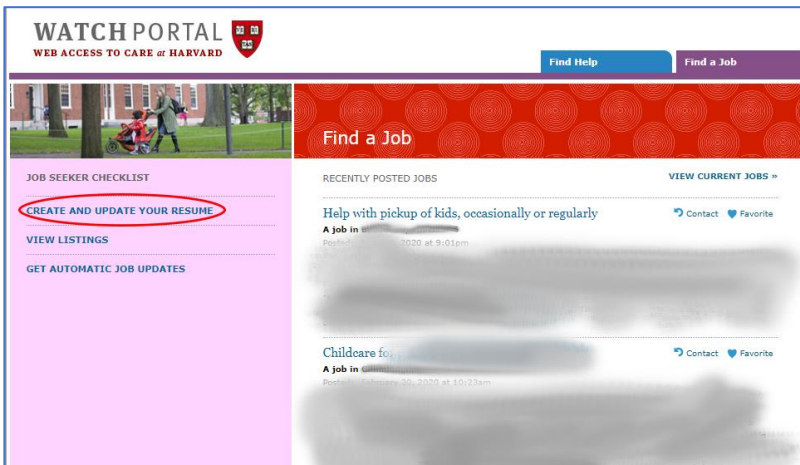 WATCH PORTAL
WEB ACCESS TO CARE at HARVARD
Find Help
Find a Job
Find a Job
JOB SEEKER CHECKLIST
CREATE AND UPDATE YOUR RESUME
VIEW LISTINGS
GET AUTOMATIC JOB UPDATES
RECENTLY POSTED JOBS
VIEW CURRENT JOBS »
Help with pickup of kids, occasionally or regularly
Contact Favorite
A job in
2020 at 9:01pm
Childcare fo
Contact Favorite
A job in
February 20, 2020 at 10:23am